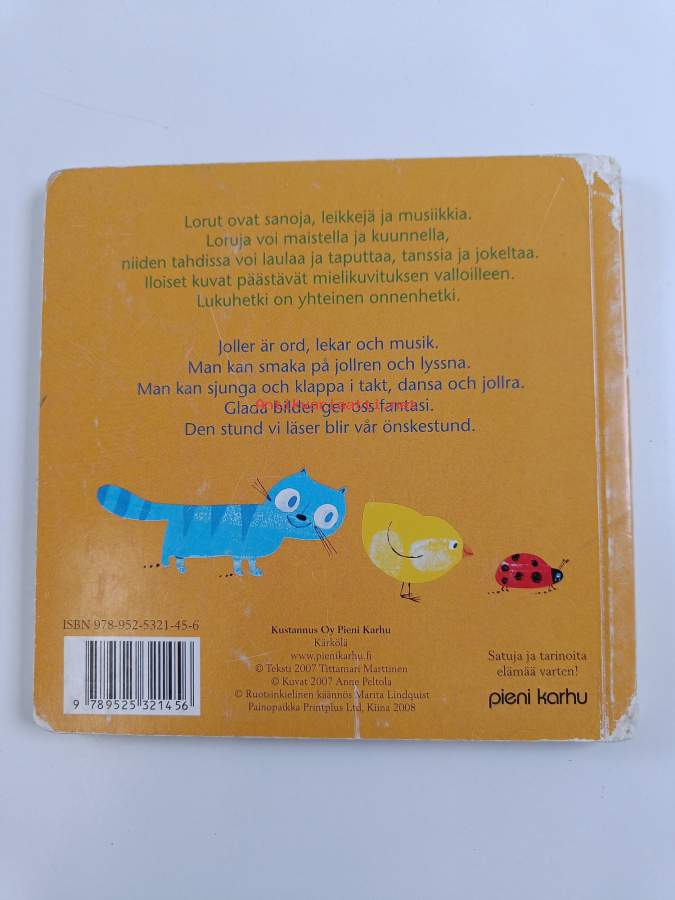 Lorut ovat sanoja, leikkejä ja musiikkia.
Loruja voi maistella ja kuunnella,
niiden tahdissa voi laulaa ja taputtaa, tanssia ja jokeltaa.
Iloiset kuvat päästävät mielikuvituksen valloilleen.
Lukuhetki on yhteinen onnenhetki.
Joller är ord, lekar och musik.
Man kan smaka på jollren och lyssna.
Man kan sjunga och klappa i takt, dansa och jollra.
Antikvariaatti.net
Glada bilder ger oss fantasi.
Den stund vi läser blir vår önskestund.
ISBN 978-952-5321-45-6
9 789525 321456
Kustannus Oy Pieni Karhu
Kärkölä
www.pienikarhu.fi
© Teksti 2007 Tittamari Marttinen
© Kuvat 2007 Anne Peltola
© Ruotsinkielinen käännös Marita Lindquist
Painopaikka Printplus Ltd, Kiina 2008
Satuja ja tarinoita
elämää varten!
pieni karhu